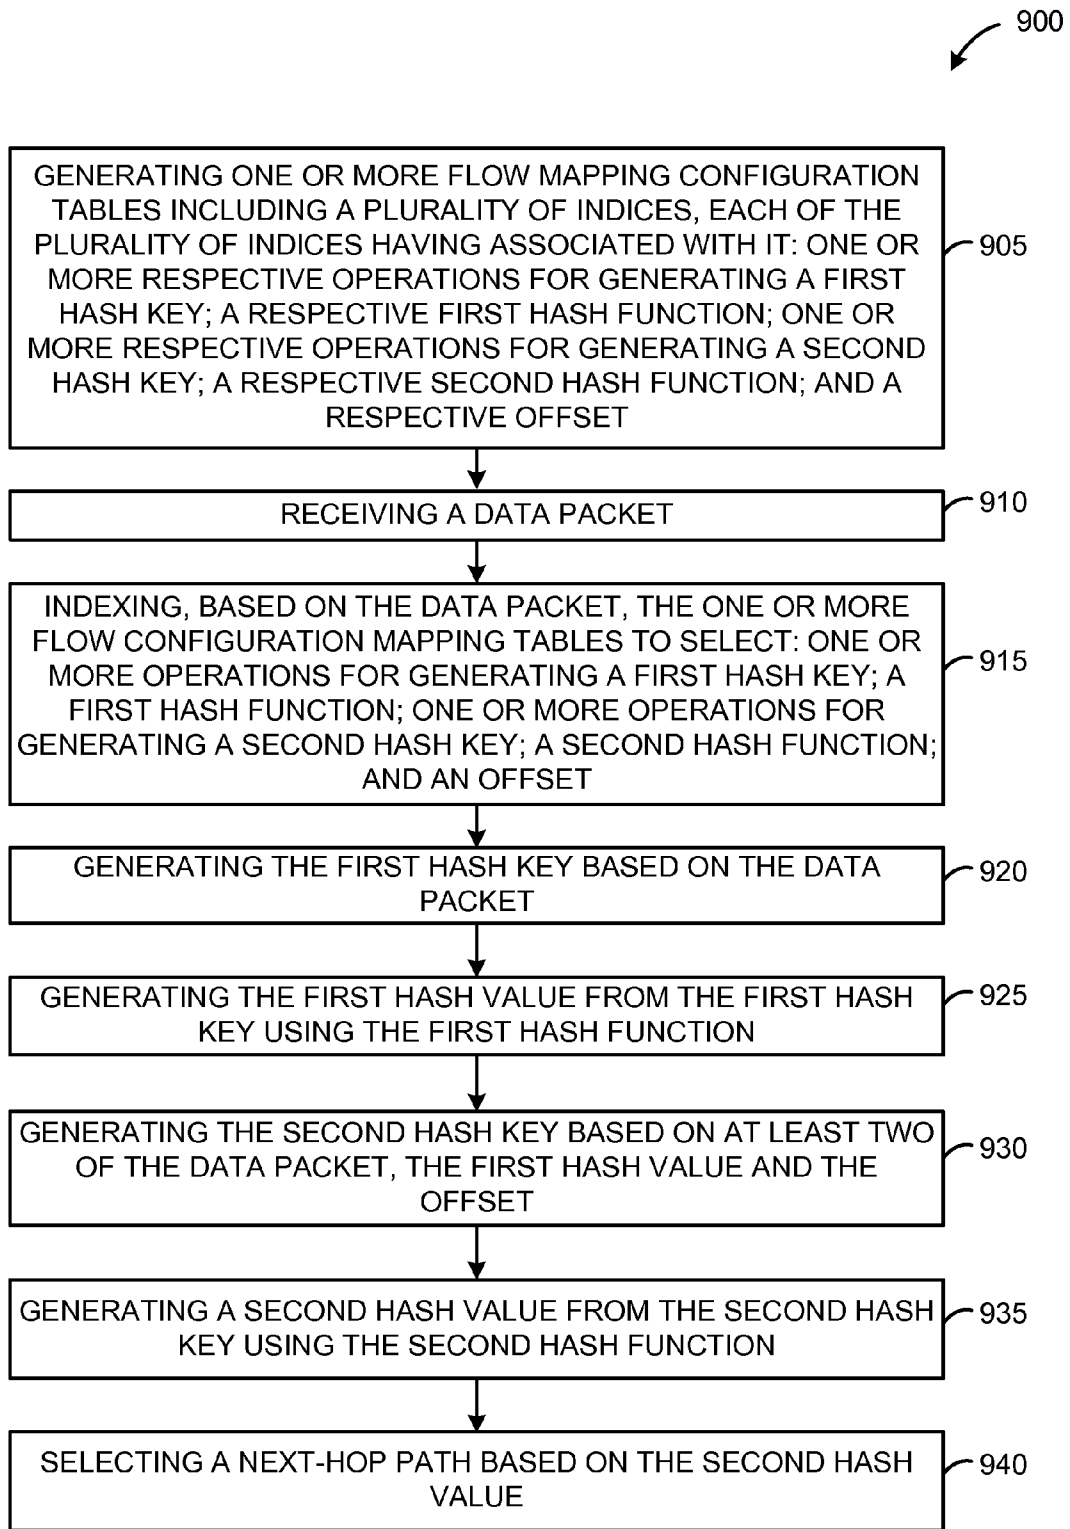 900
GENERATING ONE OR MORE FLOW MAPPING CONFIGURATION
TABLES INCLUDING A PLURALITY OF INDICES, EACH OF THE
PLURALITY OF INDICES HAVING ASSOCIATED WITH IT: ONE OR
MORE RESPECTIVE OPERATIONS FOR GENERATING A FIRST
HASH KEY; A RESPECTIVE FIRST HASH FUNCTION; ONE OR
MORE RESPECTIVE OPERATIONS FOR GENERATING A SECOND
HASH KEY; A RESPECTIVE SECOND HASH FUNCTION; AND A
RESPECTIVE OFFSET
905
RECEIVING A DATA PACKET
910
INDEXING, BASED ON THE DATA PACKET, THE ONE OR MORE
FLOW CONFIGURATION MAPPING TABLES TO SELECT: ONE OR
MORE OPERATIONS FOR GENERATING A FIRST HASH KEY; A
FIRST HASH FUNCTION; ONE OR MORE OPERATIONS FOR
GENERATING A SECOND HASH KEY; A SECOND HASH FUNCTION;
AND AN OFFSET
915
GENERATING THE FIRST HASH KEY BASED ON THE DATA
PACKET
920
GENERATING THE FIRST HASH VALUE FROM THE FIRST HASH
KEY USING THE FIRST HASH FUNCTION
925
GENERATING THE SECOND HASH KEY BASED ON AT LEAST TWO
OF THE DATA PACKET, THE FIRST HASH VALUE AND THE
OFFSET
930
GENERATING A SECOND HASH VALUE FROM THE SECOND HASH
KEY USING THE SECOND HASH FUNCTION
935
SELECTING A NEXT-HOP PATH BASED ON THE SECOND HASH
VALUE
940